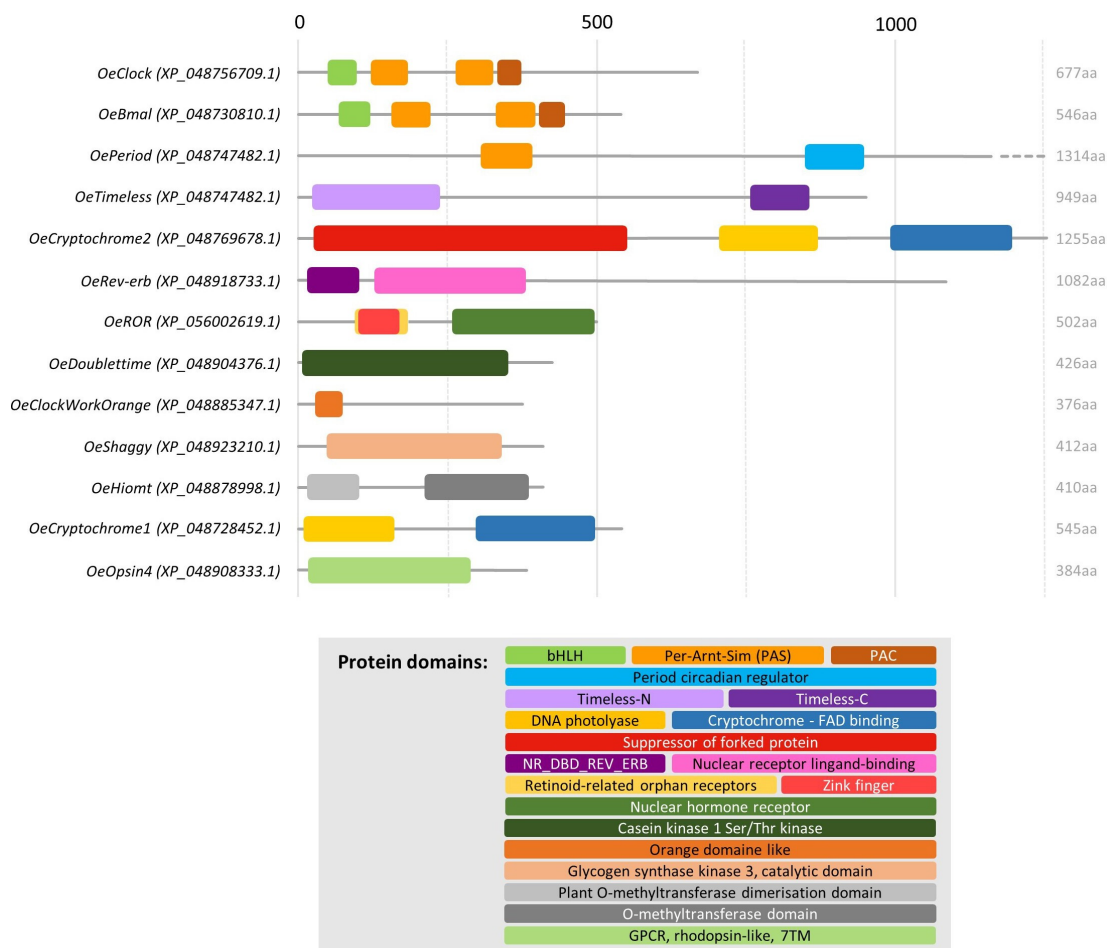 0 500 1000
OeClock (XP_048756709.1) 677aa
OeBmal (XP_048730810.1) 546aa
OePeriod (XP_048747482.1) 1314aa
OeTimeless (XP_048747482.1) 949aa
OeCryptochrome2 (XP_048769678.1) 1255aa
OeRev-erb (XP_048918733.1) 1082aa
OeROR (XP_056002619.1) 502aa
OeDoublettime (XP_048904376.1) 426aa
OeClockWorkOrange (XP_048885347.1) 376aa
OeShaggy (XP_048923210.1) 412aa
OeHiomt (XP_048878998.1) 410aa
OeCryptochrome1 (XP_048728452.1) 545aa
OeOpsin4 (XP_048908333.1) 384aa
Protein domains: bHLH Per-Arnt-Sim (PAS) PAC
Period circadian regulator
Timeless-N Timeless-C
DNA photolyase Cryptochrome - FAD binding
Suppressor of forked protein
NR_DBD_REV_ERB Nuclear receptor lingand-binding
Retinoid-related orphan receptors Zink finger
Nuclear hormone receptor
Casein kinase 1 Ser/Thr kinase
Orange domaine like
Glycogen synthase kinase 3, catalytic domain
Plant O-methyltransferase dimerisation domain
O-methyltransferase domain
GPCR, rhodopsin-like, 7TM